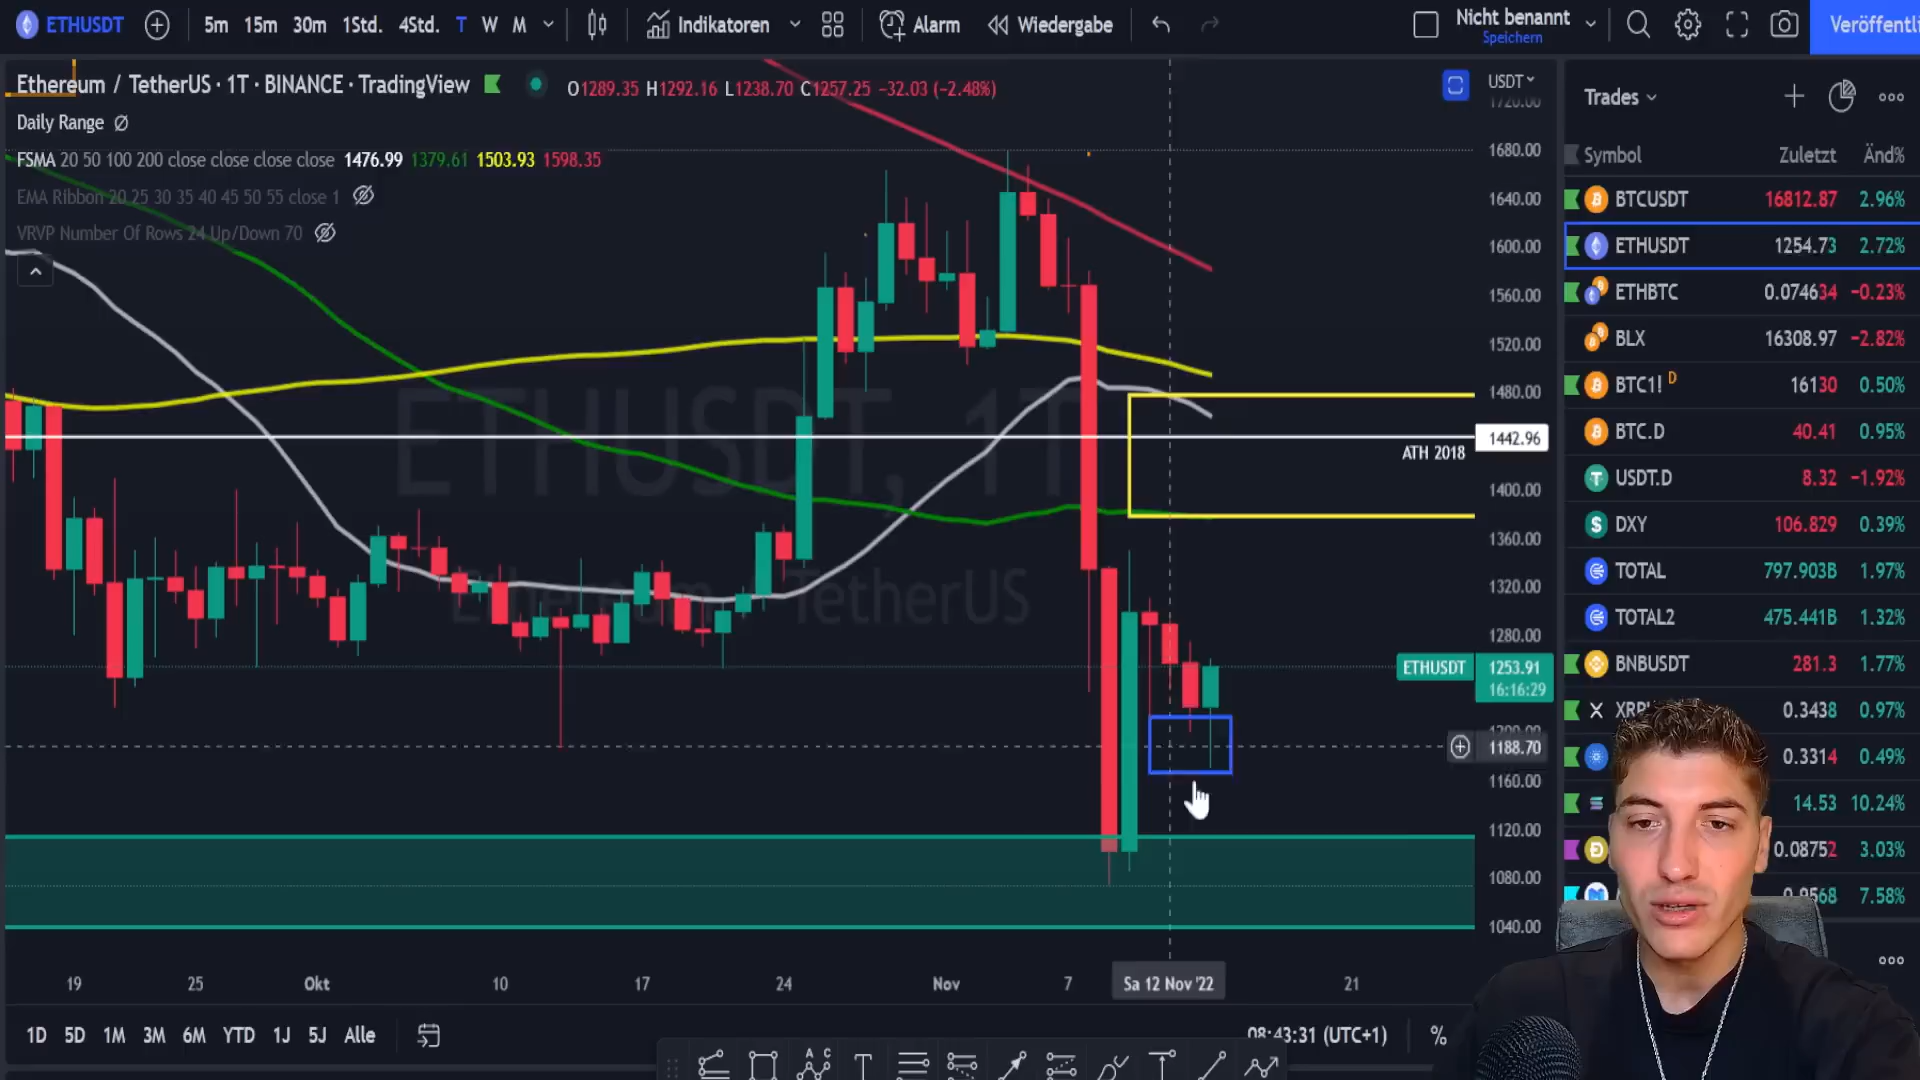 ETHUSDT 5m 15m 30m 1Std. 4Std. T W M Indikatoren Alarm Wiedergabe Nicht benannt Speichern
Ethereum / TetherUS · 1T · BINANCE · TradingView O1289.35 H1292.16 L1238.70 C1257.25 −32.03 (−2.48%) USDT
Daily Range
FSMA 20 50 100 200 close close close close 1476.99 1379.61 1503.93 1598.35
EMA Ribbon 20 25 30 35 40 45 50 55 close 1
VRVP Number Of Rows 24 Up/Down 70
ETHUSDT, 1T
Ethereum / TetherUS
1720.00
1680.00
1640.00
1600.00
1560.00
1520.00
1480.00
1442.96
ATH 2018
1400.00
1360.00
1320.00
1280.00
ETHUSDT 1253.91
16:16:29
1200.00
1188.70
1160.00
1120.00
1080.00
1040.00
19 25 Okt 10 17 24 Nov 7 Sa 12 Nov '22 21
1D 5D 1M 3M 6M YTD 1J 5J Alle 08:43:31 (UTC+1) %
Trades
Symbol Zuletzt Änd%
BTCUSDT 16812.87 2.96%
ETHUSDT 1254.73 2.72%
ETHBTC 0.074634 −0.23%
BLX 16308.97 −2.82%
BTC1! D 16130 0.50%
BTC.D 40.41 0.95%
USDT.D 8.32 −1.92%
DXY 106.829 0.39%
TOTAL 797.903B 1.97%
TOTAL2 475.441B 1.32%
BNBUSDT 281.3 1.77%
0.3438 0.97%
0.3314 0.49%
14.53 10.24%
0.08752 3.03%
7.58%